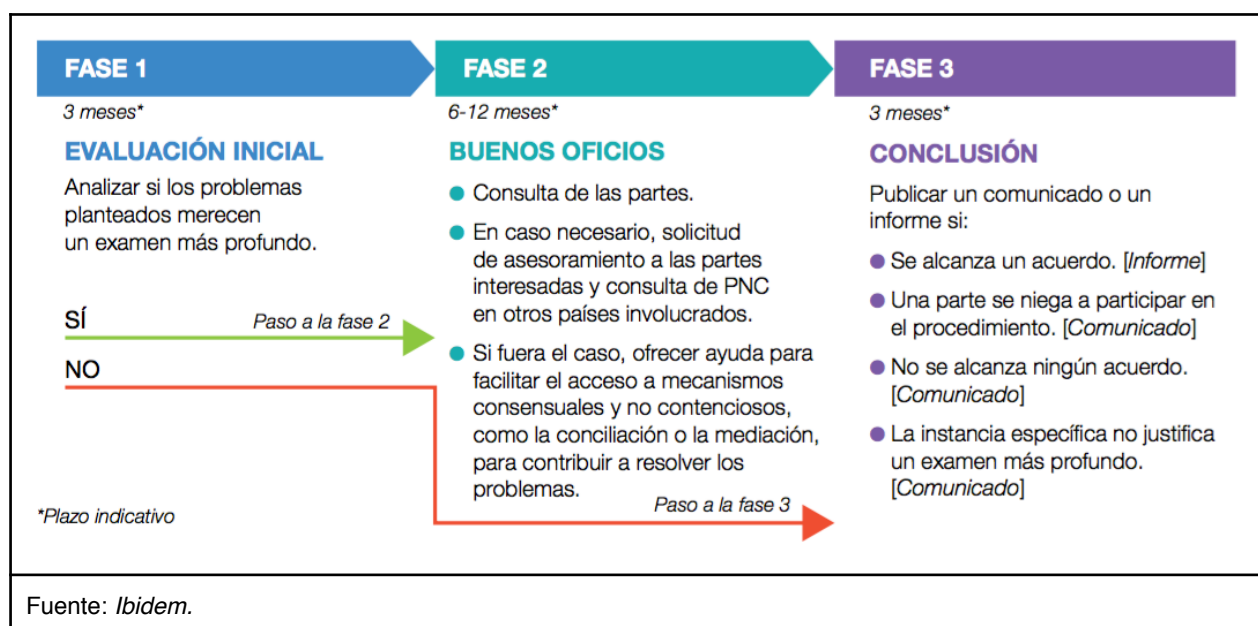 FASE 1
3 meses*
EVALUACIÓN INICIAL
Analizar si los problemas
planteados merecen
un examen más profundo.
SÍ
Paso a la fase 2
NO
*Plazo indicativo
FASE 2
6-12 meses*
BUENOS OFICIOS
● Consulta de las partes.
● En caso necesario, solicitud
de asesoramiento a las partes
interesadas y consulta de PNC
en otros países involucrados.
● Si fuera el caso, ofrecer ayuda para
facilitar el acceso a mecanismos
consensuales y no contenciosos,
como la conciliación o la mediación,
para contribuir a resolver los
problemas.
Paso a la fase 3
FASE 3
3 meses*
CONCLUSIÓN
Publicar un comunicado o un
informe si:
● Se alcanza un acuerdo. [Informe]
● Una parte se niega a participar en
el procedimiento. [Comunicado]
● No se alcanza ningún acuerdo.
[Comunicado]
● La instancia específica no justifica
un examen más profundo.
[Comunicado]
Fuente: Ibidem.